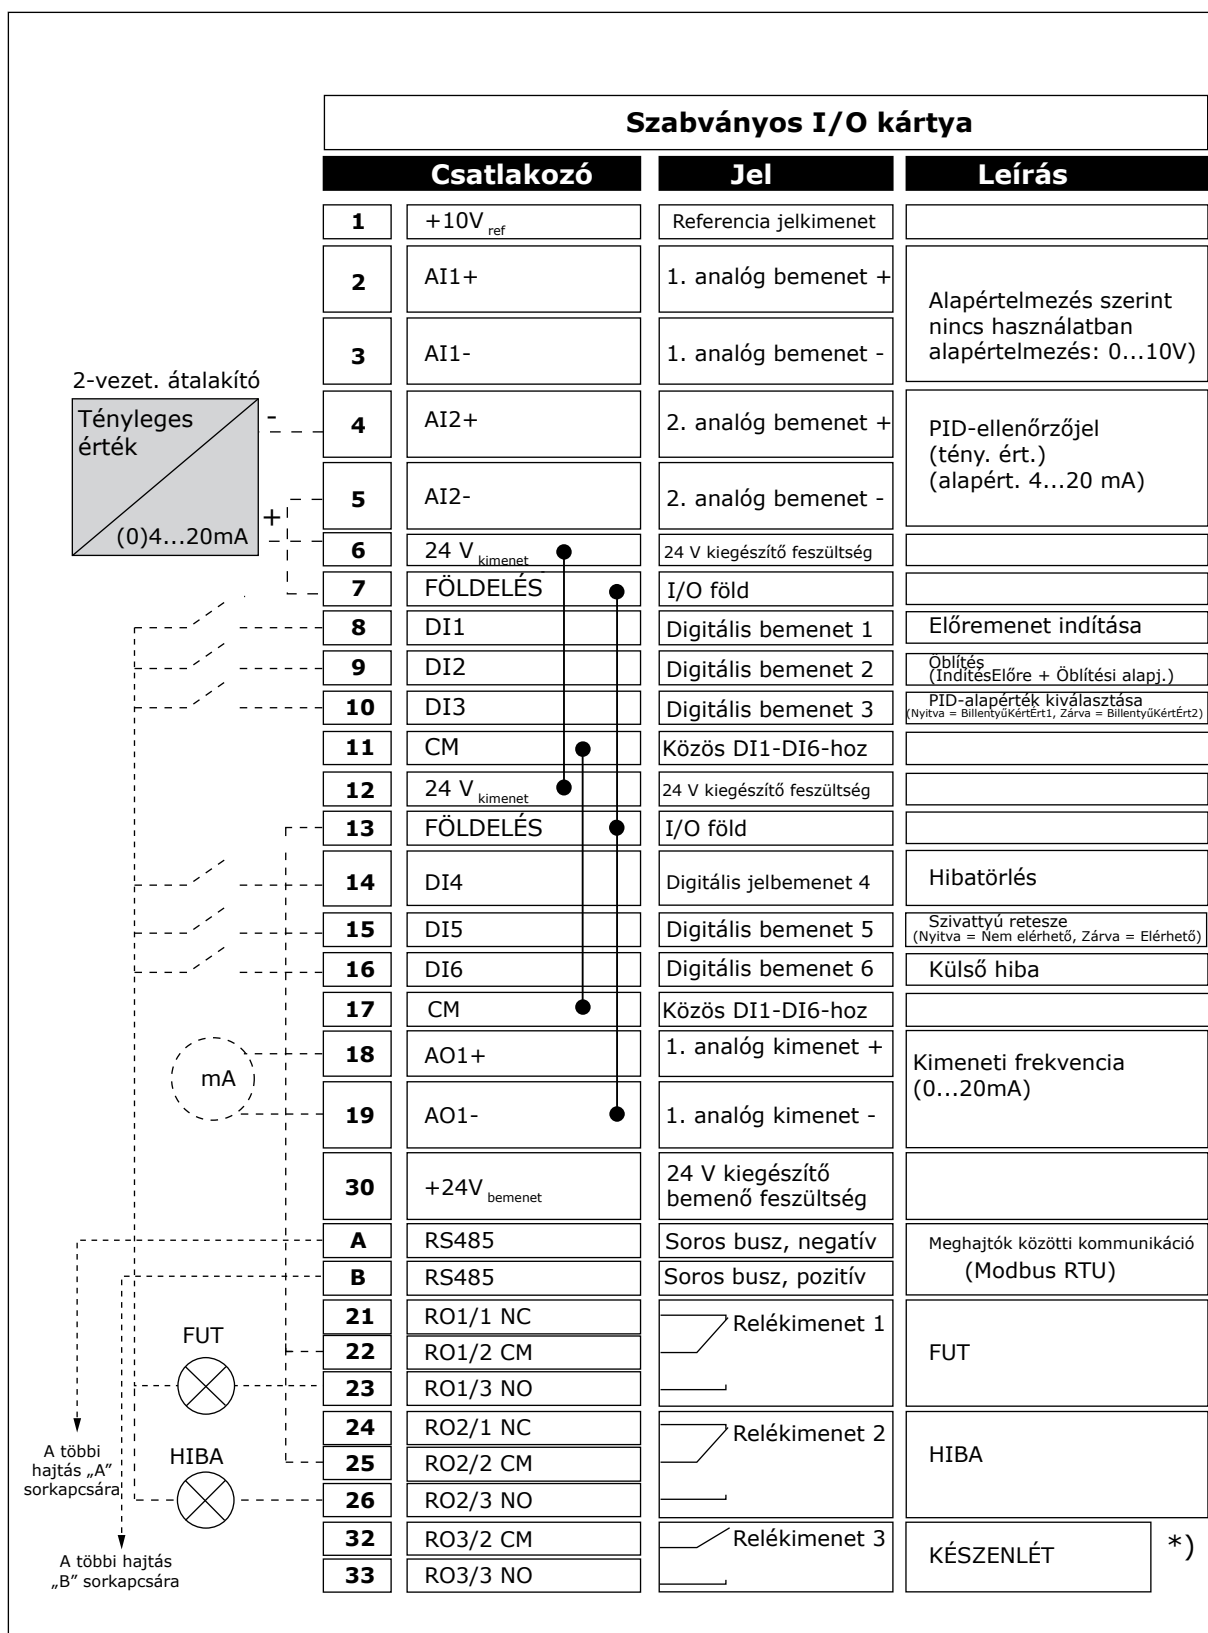 Szabványos I/O kártya
Csatlakozó Jel Leírás
1 +10V ref Referencia jelkimenet
2 AI1+ 1. analóg bemenet +
Alapértelmezés szerint
nincs használatban
alapértelmezés: 0...10V)
3 AI1- 1. analóg bemenet -
2-vezet. átalakító
Tényleges
érték
(0)4...20mA
-
+
4 AI2+ 2. analóg bemenet +
PID-ellenőrzőjel
(tény. ért.)
(alapért. 4...20 mA)
5 AI2- 2. analóg bemenet -
6 24 V kimenet 24 V kiegészítő feszültség
7 FÖLDELÉS I/O föld
8 DI1 Digitális bemenet 1 Előremenet indítása
9 DI2 Digitális bemenet 2 Öblítés
(IndításElőre + Öblítési alapj.)
10 DI3 Digitális bemenet 3 PID-alapérték kiválasztása
(Nyitva = BillentyűKértÉrt1, Zárva = BillentyűKértÉrt2)
11 CM Közös DI1-DI6-hoz
12 24 V kimenet 24 V kiegészítő feszültség
13 FÖLDELÉS I/O föld
14 DI4 Digitális jelbemenet 4 Hibatörlés
15 DI5 Digitális bemenet 5 Szivattyú retesze
(Nyitva = Nem elérhető, Zárva = Elérhető)
16 DI6 Digitális bemenet 6 Külső hiba
17 CM Közös DI1-DI6-hoz
mA
18 AO1+ 1. analóg kimenet +
Kimeneti frekvencia
(0...20mA)
19 AO1- 1. analóg kimenet -
30 +24V bemenet 24 V kiegészítő
bemenő feszültség
A RS485 Soros busz, negatív
B RS485 Soros busz, pozitív
Meghajtók közötti kommunikáció
(Modbus RTU)
21 RO1/1 NC Relékimenet 1
22 RO1/2 CM FUT
23 RO1/3 NO
FUT
24 RO2/1 NC Relékimenet 2
25 RO2/2 CM HIBA
26 RO2/3 NO
HIBA
32 RO3/2 CM Relékimenet 3
33 RO3/3 NO
KÉSZENLÉT *)
A többi
hajtás „A”
sorkapcsára
A többi hajtás
„B” sorkapcsára